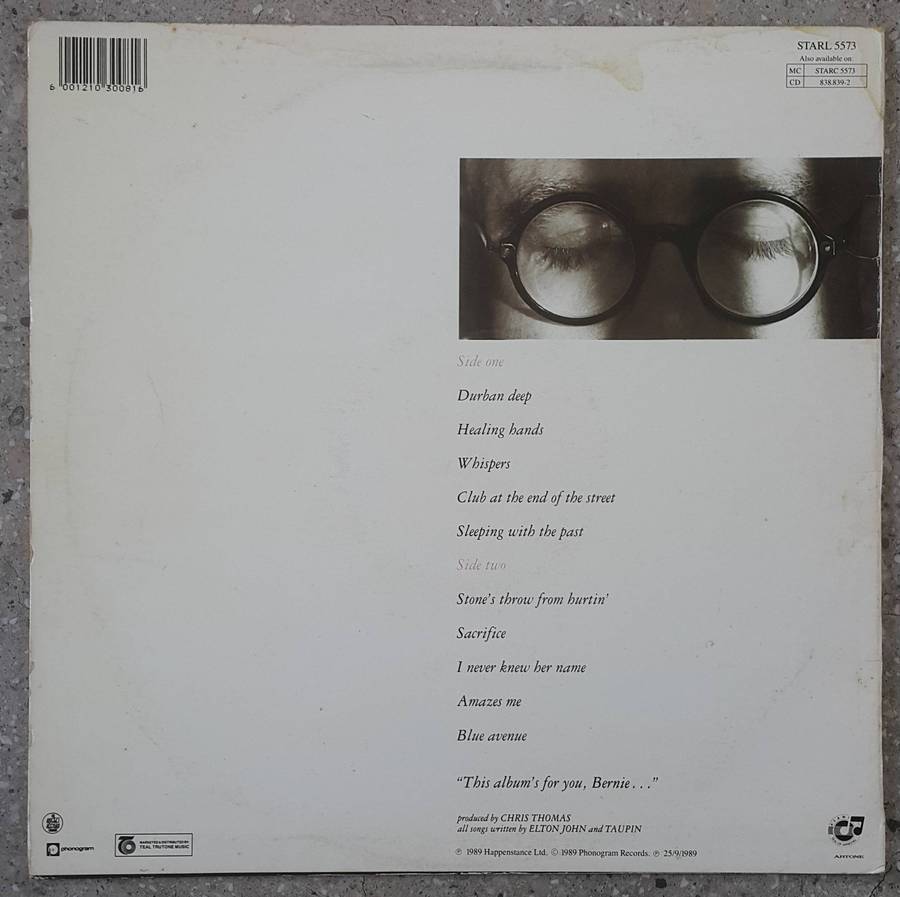 6 001210 300816
STARL 5573
Also available on:
MC STARC 5573
CD 838.839-2
Side one
Durban deep
Healing hands
Whispers
Club at the end of the street
Sleeping with the past
Side two
Stone's throw from hurtin'
Sacrifice
I never knew her name
Amazes me
Blue avenue
“This album's for you, Bernie . . .”
produced by CHRIS THOMAS
all songs written by ELTON JOHN and TAUPIN
℗ 1989 Happenstance Ltd. © 1989 Phonogram Records. ℗ 25/9/1989
phonogram
MARKETED & DISTRIBUTED BY
TEAL TRUTONE MUSIC
ARTONE